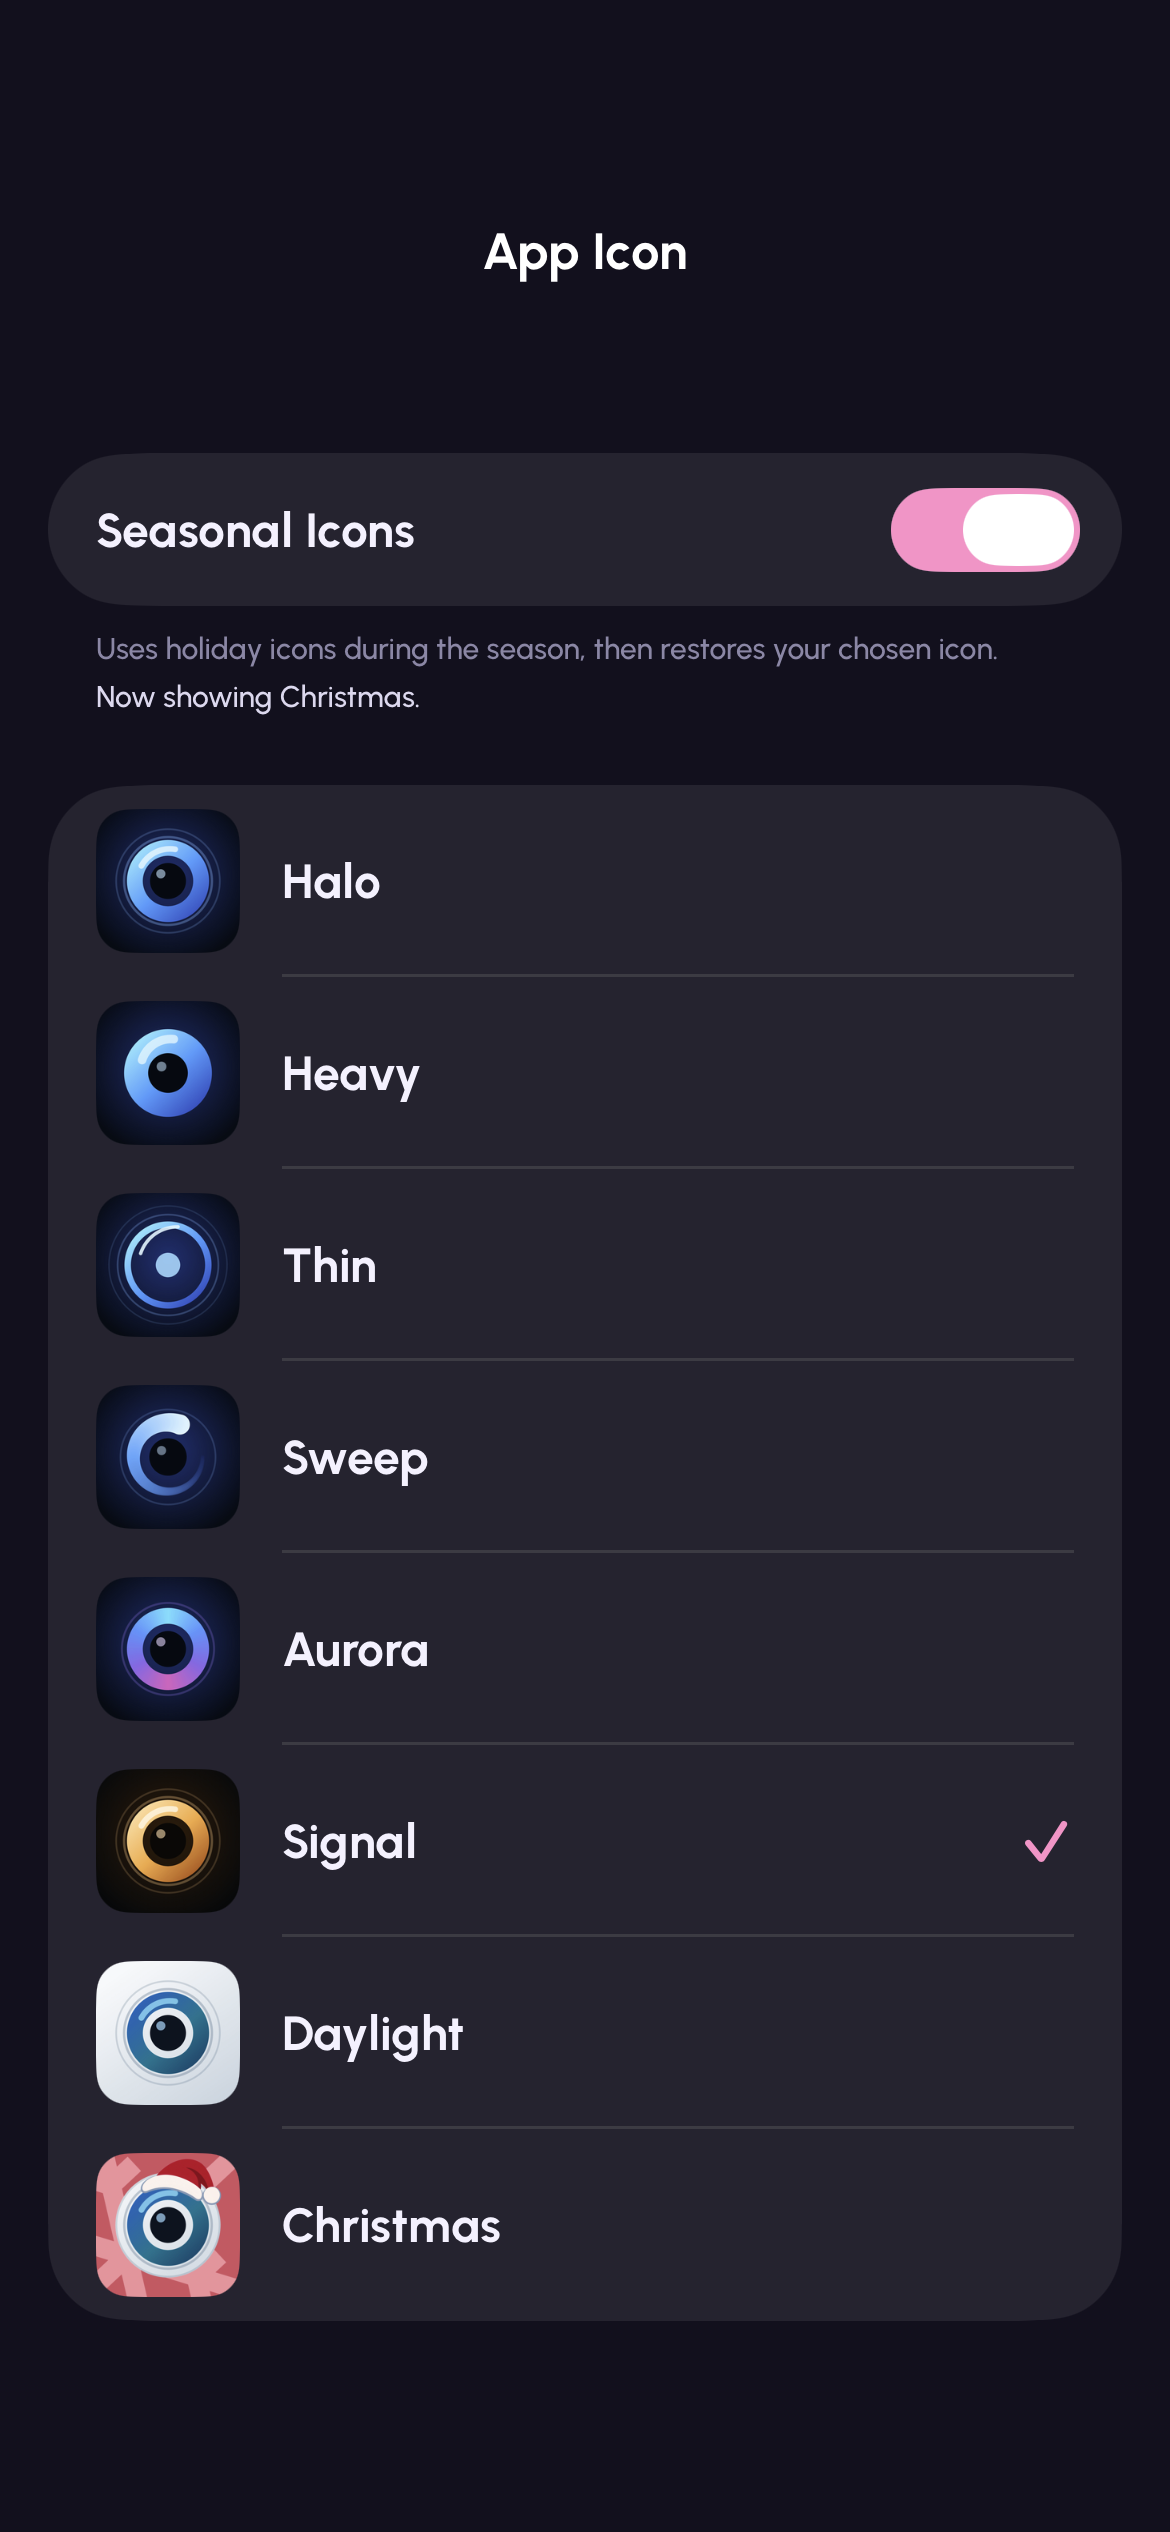 App Icon
Seasonal Icons
Uses holiday icons during the season, then restores your chosen icon.
Now showing Christmas.
Halo
Heavy
Thin
Sweep
Aurora
Signal
Daylight
Christmas